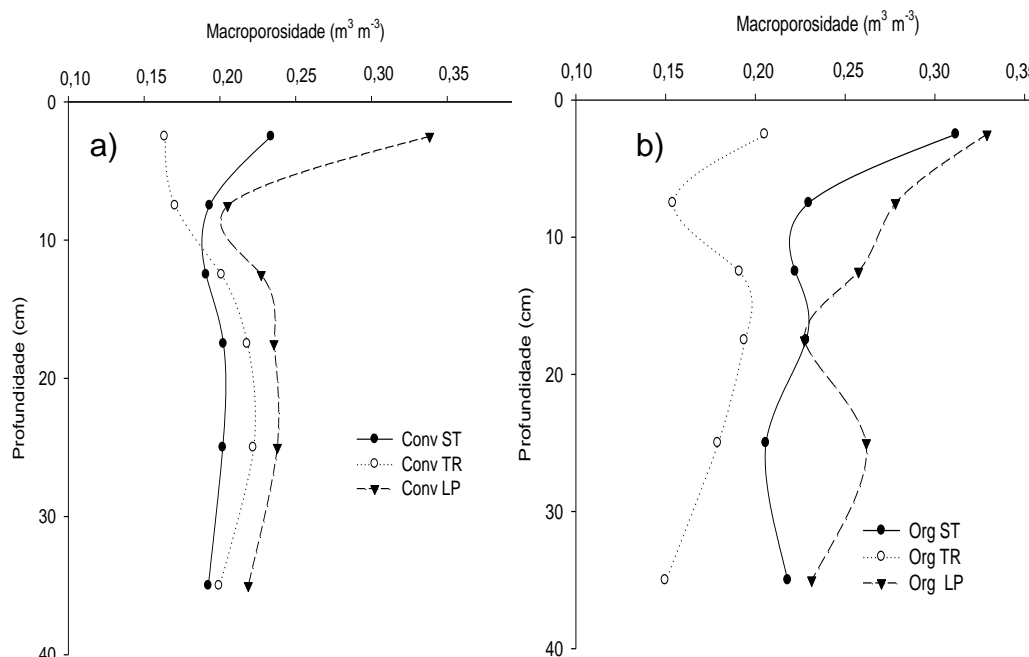 Macroporosidade (m³ m⁻³)
0,10 0,15 0,20 0,25 0,30 0,35
0
10
20
30
40
Profundidade (cm)
a)
Conv ST
Conv TR
Conv LP
Macroporosidade (m³ m⁻³)
0,10 0,15 0,20 0,25 0,30 0,35
0
10
20
30
40
Profundidade (cm)
b)
Org ST
Org TR
Org LP